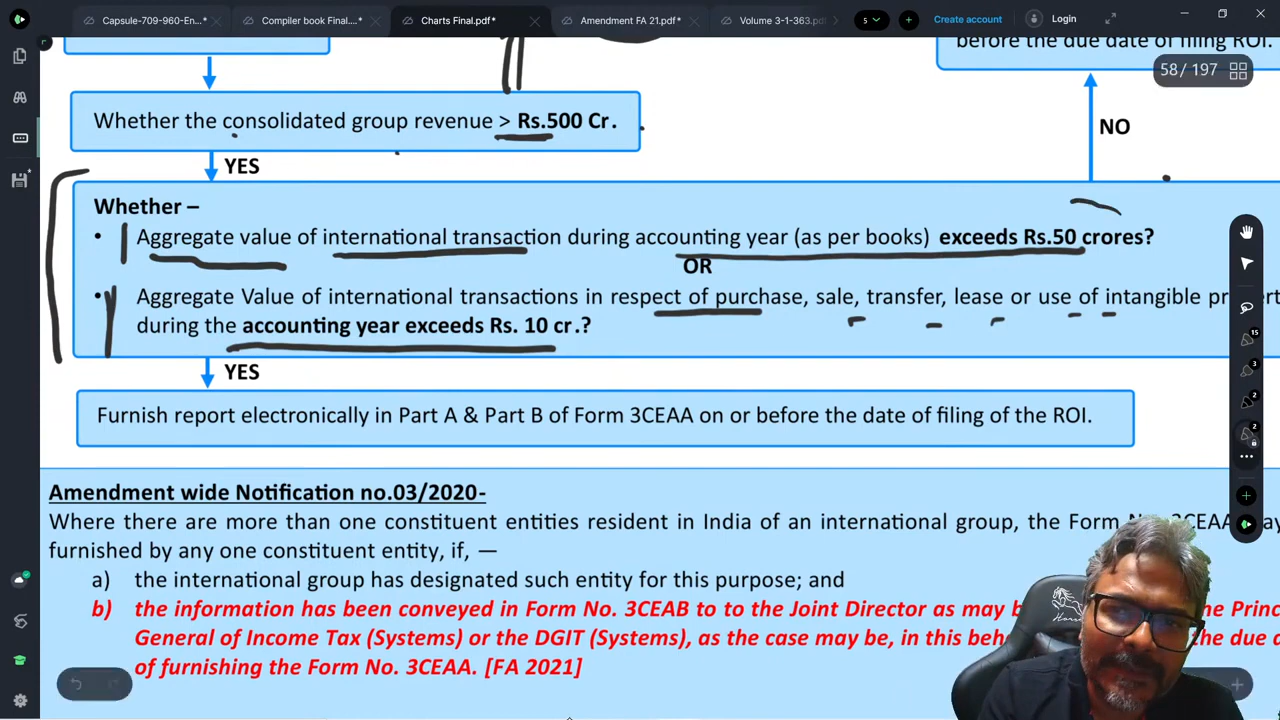 Capsule-709-960-En...*
Compiler book Final....*
Charts Final.pdf*
Amendment FA 21.pdf*
Volume 3-1-363.pd
5
Create account
Login
before the due date of filing ROI.
58 / 197
Whether the consolidated group revenue > Rs.500 Cr.
NO
YES
Whether –
• Aggregate value of international transaction during accounting year (as per books) exceeds Rs.50 crores?
OR
• Aggregate Value of international transactions in respect of purchase, sale, transfer, lease or use of intangible
during the accounting year exceeds Rs. 10 cr.?
YES
Furnish report electronically in Part A & Part B of Form 3CEAA on or before the date of filing of the ROI.
Amendment wide Notification no.03/2020-
Where there are more than one constituent entities resident in India of an international group, the Form No. 3CEAA
furnished by any one constituent entity, if, —
a) the international group has designated such entity for this purpose; and
b) the information has been conveyed in Form No. 3CEAB to to the Joint Director as may
General of Income Tax (Systems) or the DGIT (Systems), as the case may be, in this
of furnishing the Form No. 3CEAA. [FA 2021]